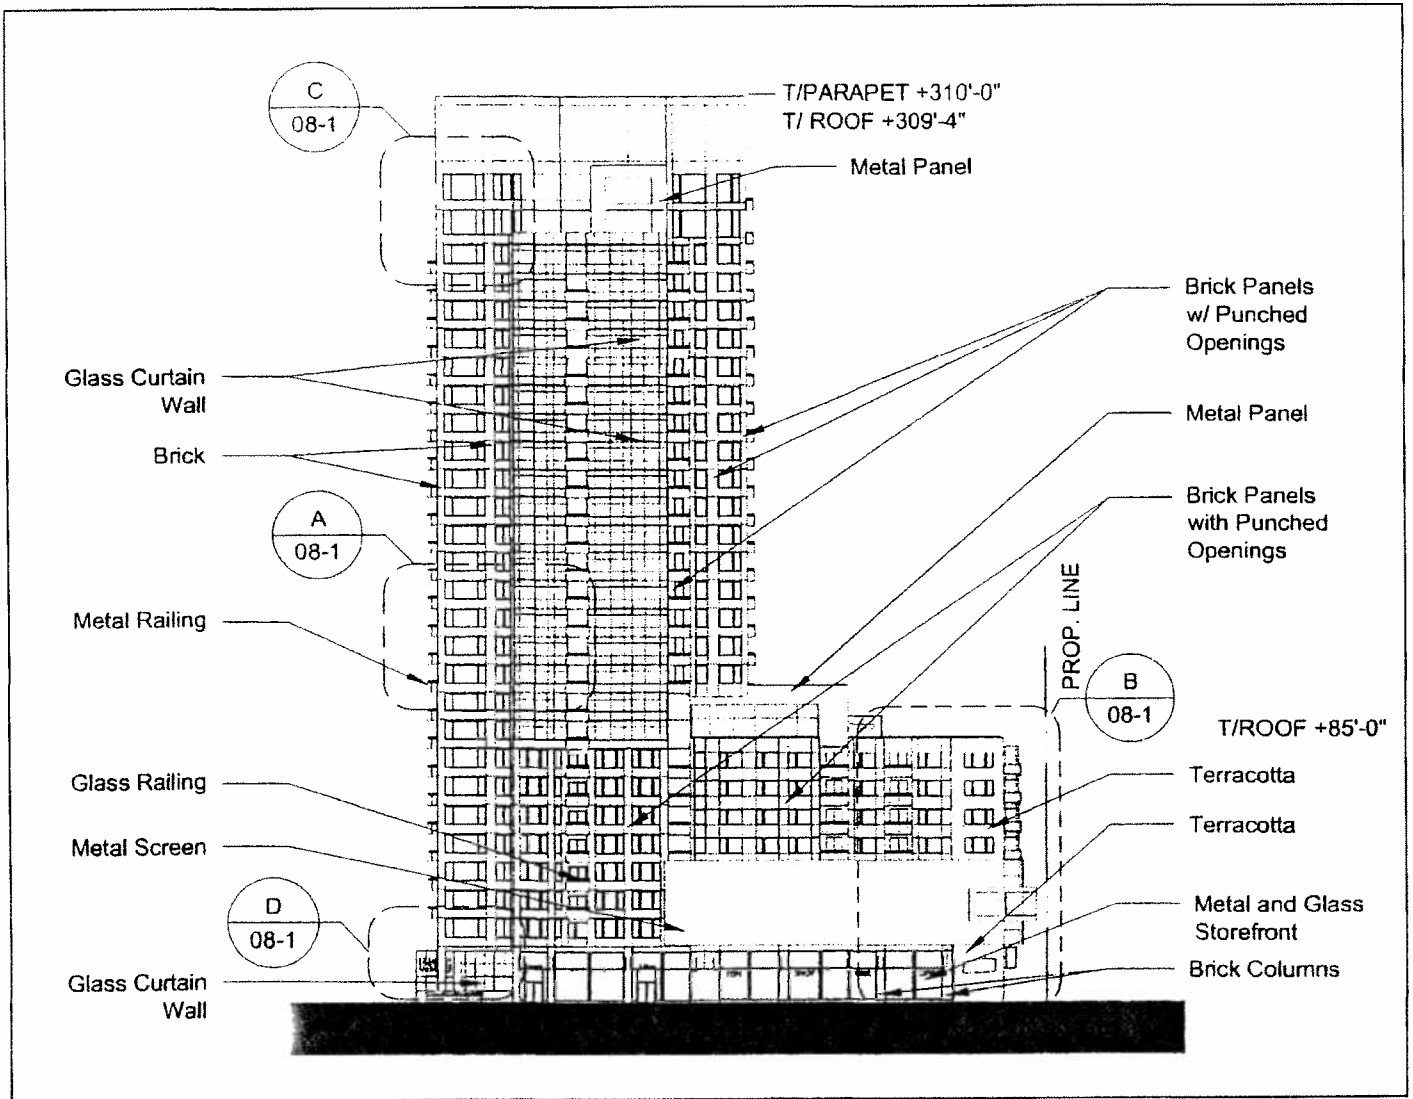 C
08-1
T/PARAPET +310'-0"
T/ ROOF +309'-4"
Metal Panel
Brick Panels
w/ Punched
Openings
Glass Curtain
Wall
Metal Panel
Brick
Brick Panels
with Punched
Openings
A
08-1
PROP. LINE
Metal Railing
B
08-1
T/ROOF +85'-0"
Glass Railing
Terracotta
Terracotta
Metal Screen
D
08-1
Metal and Glass
Storefront
Glass Curtain
Wall
Brick Columns